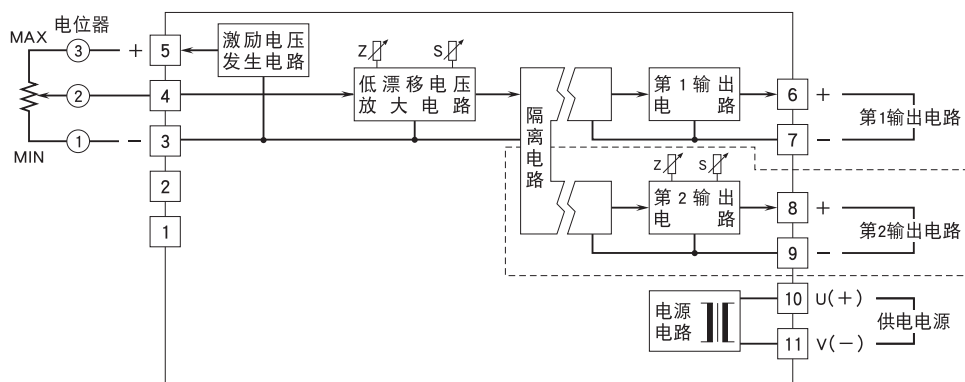 电位器
MAX
3
+
5
激励电压
发生电路
Z
S
2
4
低漂移电压
放大电路
1
-
3
MIN
2
1
隔离电路
第1输出
电路
6
+
7
-
第1输出电路
Z
S
第2输出
电路
8
+
9
-
第2输出电路
电源
电路
10
U(+)
11
V(-)
供电电源